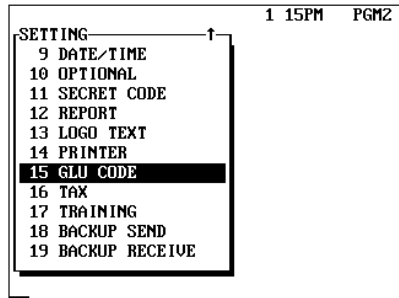 1 15PM PGM2
SETTING
9 DATE/TIME
10 OPTIONAL
11 SECRET CODE
12 REPORT
13 LOGO TEXT
14 PRINTER
15 GLU CODE
16 TAX
17 TRAINING
18 BACKUP SEND
19 BACKUP RECEIVE